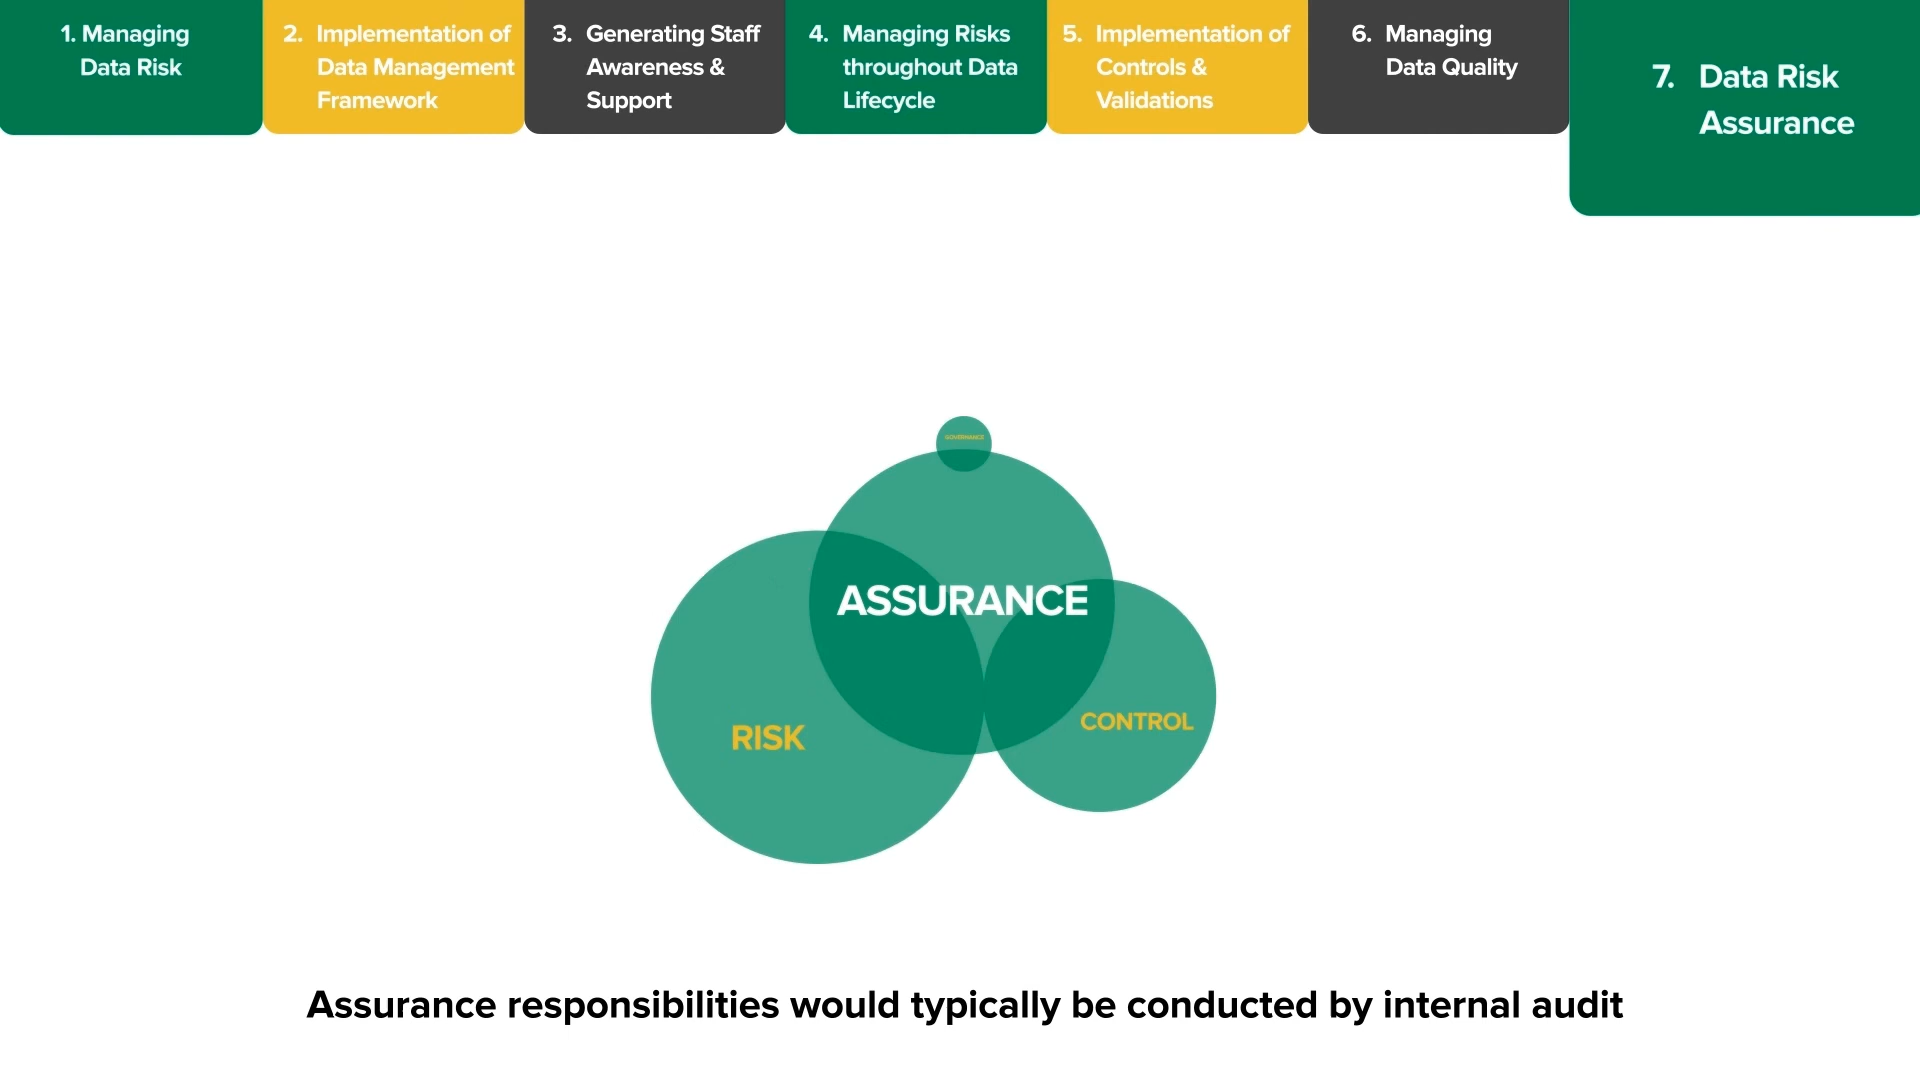 1. Managing
Data Risk
2. Implementation of
Data Management
Framework
3. Generating Staff
Awareness &
Support
4. Managing Risks
throughout Data
Lifecycle
5. Implementation of
Controls &
Validations
6. Managing
Data Quality
7. Data Risk
Assurance
GOVERNANCE
ASSURANCE
RISK
CONTROL
Assurance responsibilities would typically be conducted by internal audit